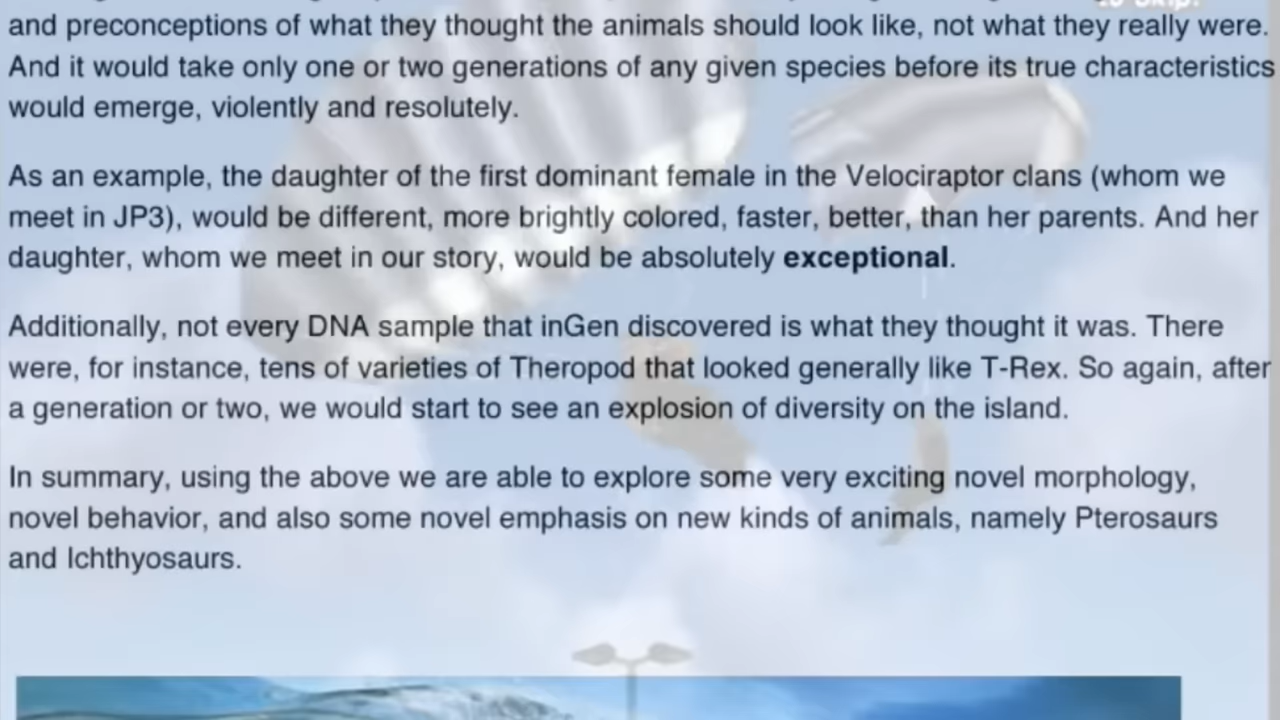 and preconceptions of what they thought the animals should look like, not what they really were.
And it would take only one or two generations of any given species before its true characteristics
would emerge, violently and resolutely.
As an example, the daughter of the first dominant female in the Velociraptor clans (whom we
meet in JP3), would be different, more brightly colored, faster, better, than her parents. And her
daughter, whom we meet in our story, would be absolutely exceptional.
Additionally, not every DNA sample that inGen discovered is what they thought it was. There
were, for instance, tens of varieties of Theropod that looked generally like T-Rex. So again, after
a generation or two, we would start to see an explosion of diversity on the island.
In summary, using the above we are able to explore some very exciting novel morphology,
novel behavior, and also some novel emphasis on new kinds of animals, namely Pterosaurs
and Ichthyosaurs.